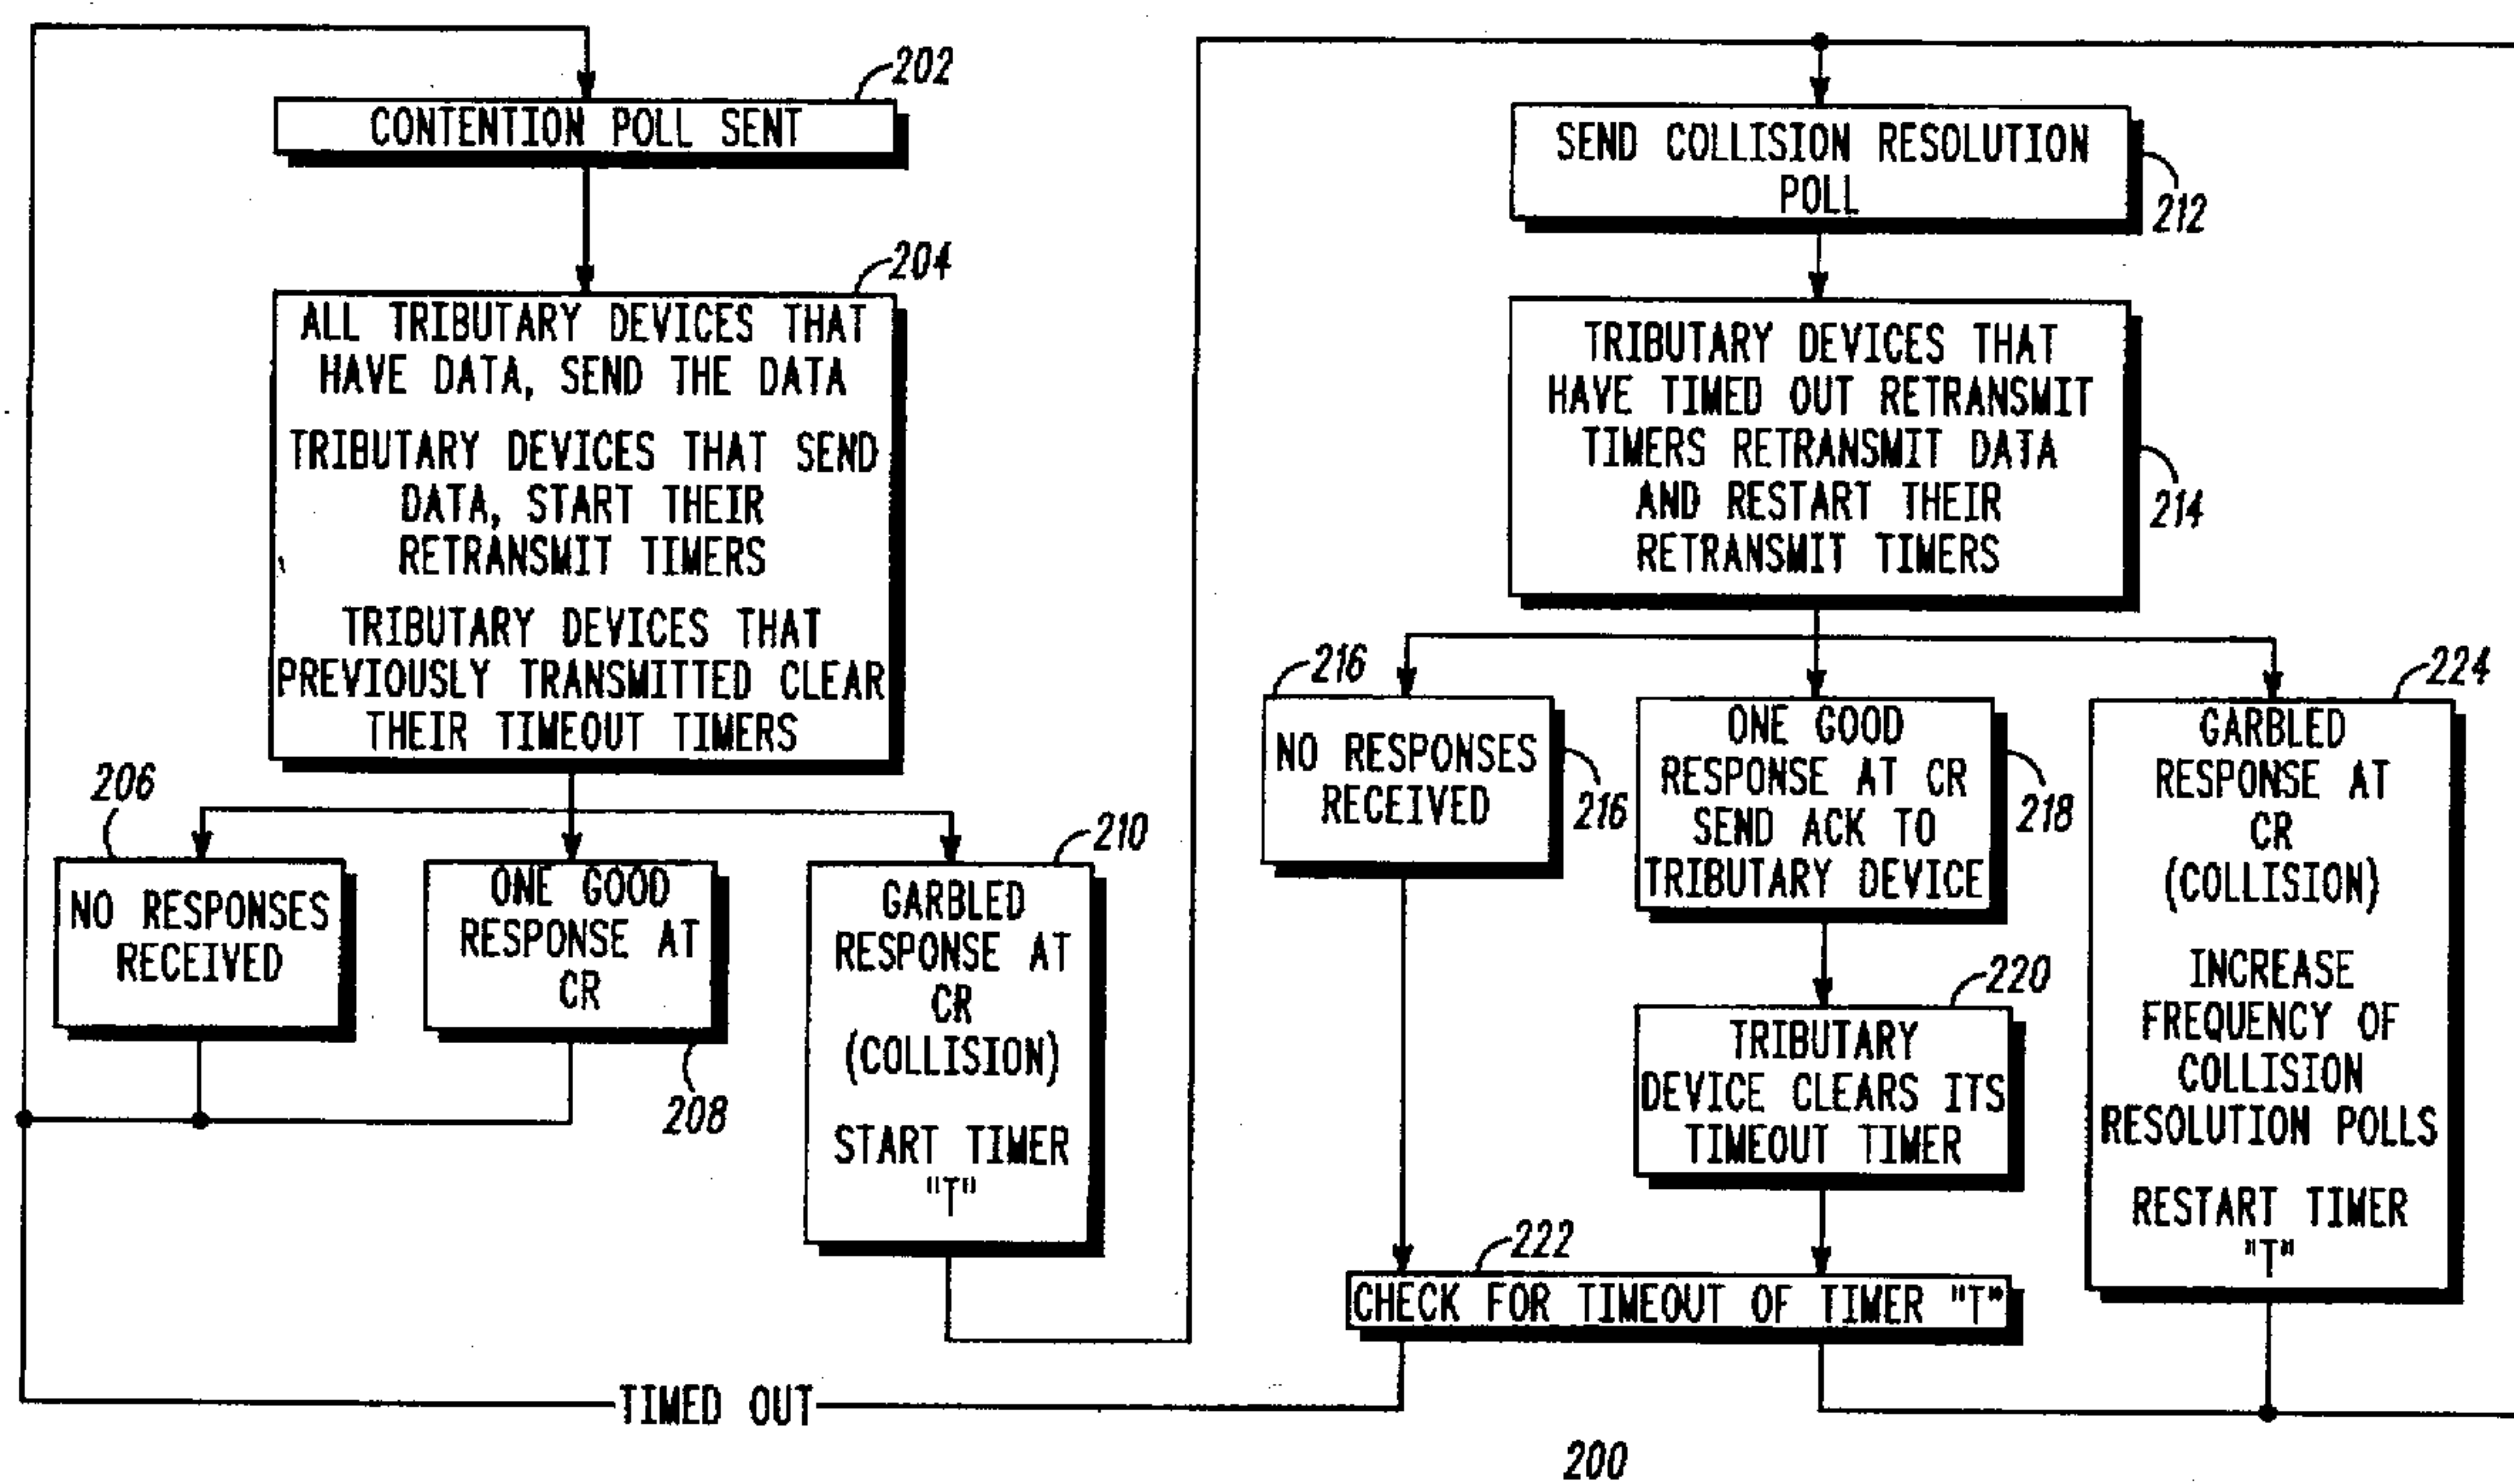 202
CONTENTION POLL SENT
204
ALL TRIBUTARY DEVICES THAT
HAVE DATA, SEND THE DATA
TRIBUTARY DEVICES THAT SEND
DATA, START THEIR
RETRANSMIT TIMERS
TRIBUTARY DEVICES THAT
PREVIOUSLY TRANSMITTED CLEAR
THEIR TIMEOUT TIMERS
206
NO RESPONSES
RECEIVED
ONE GOOD
RESPONSE AT
CR
208
210
GARBLED
RESPONSE AT
CR
(COLLISION)
START TIMER
"T"
SEND COLLISION RESOLUTION
POLL
212
TRIBUTARY DEVICES THAT
HAVE TIMED OUT RETRANSMIT
TIMERS RETRANSMIT DATA
AND RESTART THEIR
RETRANSMIT TIMERS
214
216
NO RESPONSES
RECEIVED
216
ONE GOOD
RESPONSE AT CR
SEND ACK TO
TRIBUTARY DEVICE
218
220
TRIBUTARY
DEVICE CLEARS ITS
TIMEOUT TIMER
224
GARBLED
RESPONSE AT
CR
(COLLISION)
INCREASE
FREQUENCY OF
COLLISION
RESOLUTION POLLS
RESTART TIMER
"T"
222
CHECK FOR TIMEOUT OF TIMER "T"
TIMED OUT
200